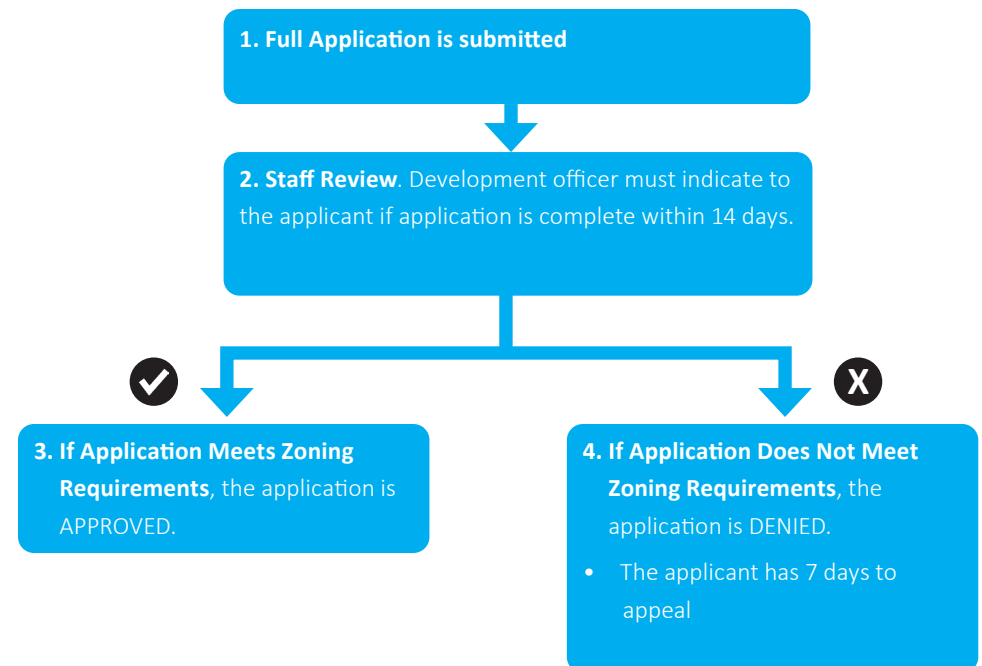 1. Full Application is submitted
2. Staff Review. Development officer must indicate to
the applicant if application is complete within 14 days.
X
3. If Application Meets Zoning
Requirements, the application is
APPROVED.
4. If Application Does Not Meet
Zoning Requirements, the
application is DENIED.
• The applicant has 7 days to
appeal